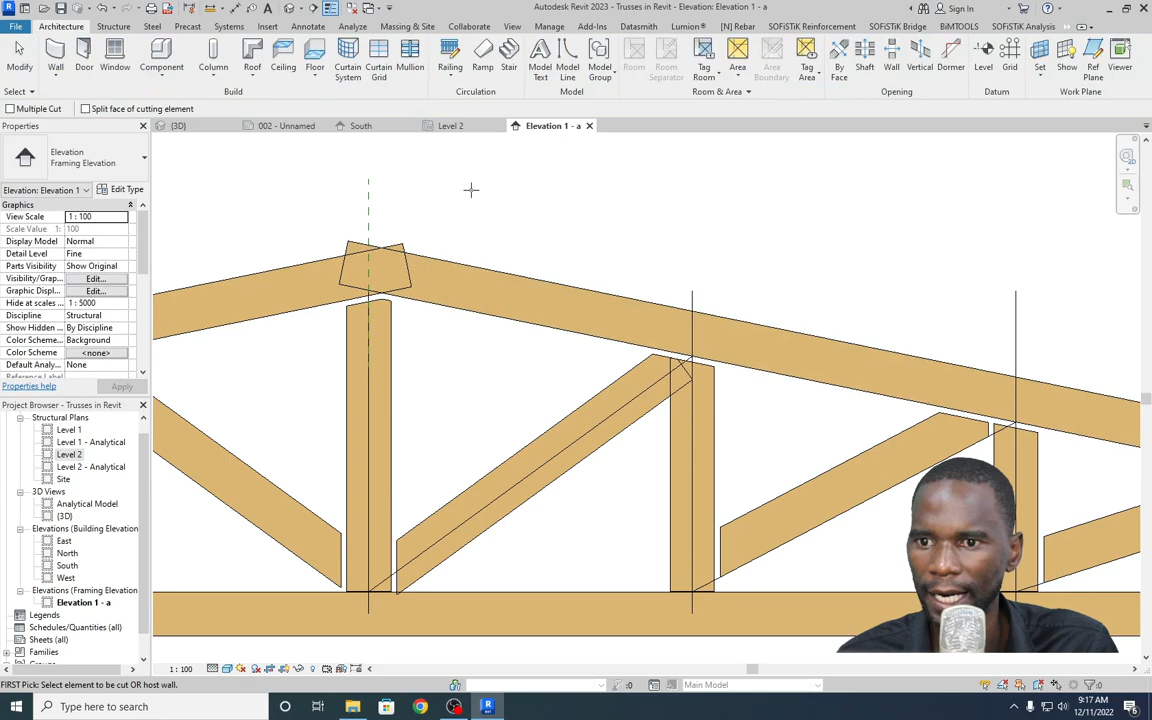 Autodesk Revit 2023 - Trusses in Revit - Elevation: Elevation 1 - a
Sign In
File Architecture Structure Steel Precast Systems Insert Annotate Analyze Massing & Site Collaborate View Manage Add-Ins Datasmith Lumion® [N] Rebar SOFiSTiK Reinforcement SOFiSTiK Bridge BiMTOOLS SOFiSTiK Analysis
Modify Wall Door Window Component Column Roof Ceiling Floor Curtain System Curtain Grid Mullion Railing Ramp Stair Model Text Model Line Model Group Room Room Separator Tag Room Area Area Boundary Tag Area By Face Shaft Wall Vertical Dormer Level Grid Set Show Ref Plane Viewer
Select Build Circulation Model Room & Area Opening Datum Work Plane
Multiple Cut Split face of cutting element
Properties
{3D} 002 - Unnamed South Level 2 Elevation 1 - a
Elevation
Framing Elevation
Elevation: Elevation 1 Edit Type
Graphics
View Scale 1 : 100
Scale Value 1: 100
Display Model Normal
Detail Level Fine
Parts Visibility Show Original
Visibility/Grap... Edit...
Graphic Displ... Edit...
Hide at scales ... 1 : 5000
Discipline Structural
Show Hidden ... By Discipline
Color Scheme ... Background
Color Scheme <none>
Default Analy... None
Properties help Apply
Project Browser - Trusses in Revit
Structural Plans
Level 1
Level 1 - Analytical
Level 2
Level 2 - Analytical
Site
3D Views
Analytical Model
{3D}
Elevations (Building Elevation
East
North
South
West
Elevations (Framing Elevation
Elevation 1 - a
Legends
Schedules/Quantities (all)
Sheets (all)
Families
1 : 100
FIRST Pick: Select element to be cut OR host wall.
:0 Main Model :0
Type here to search
9:17 AM
12/11/2022